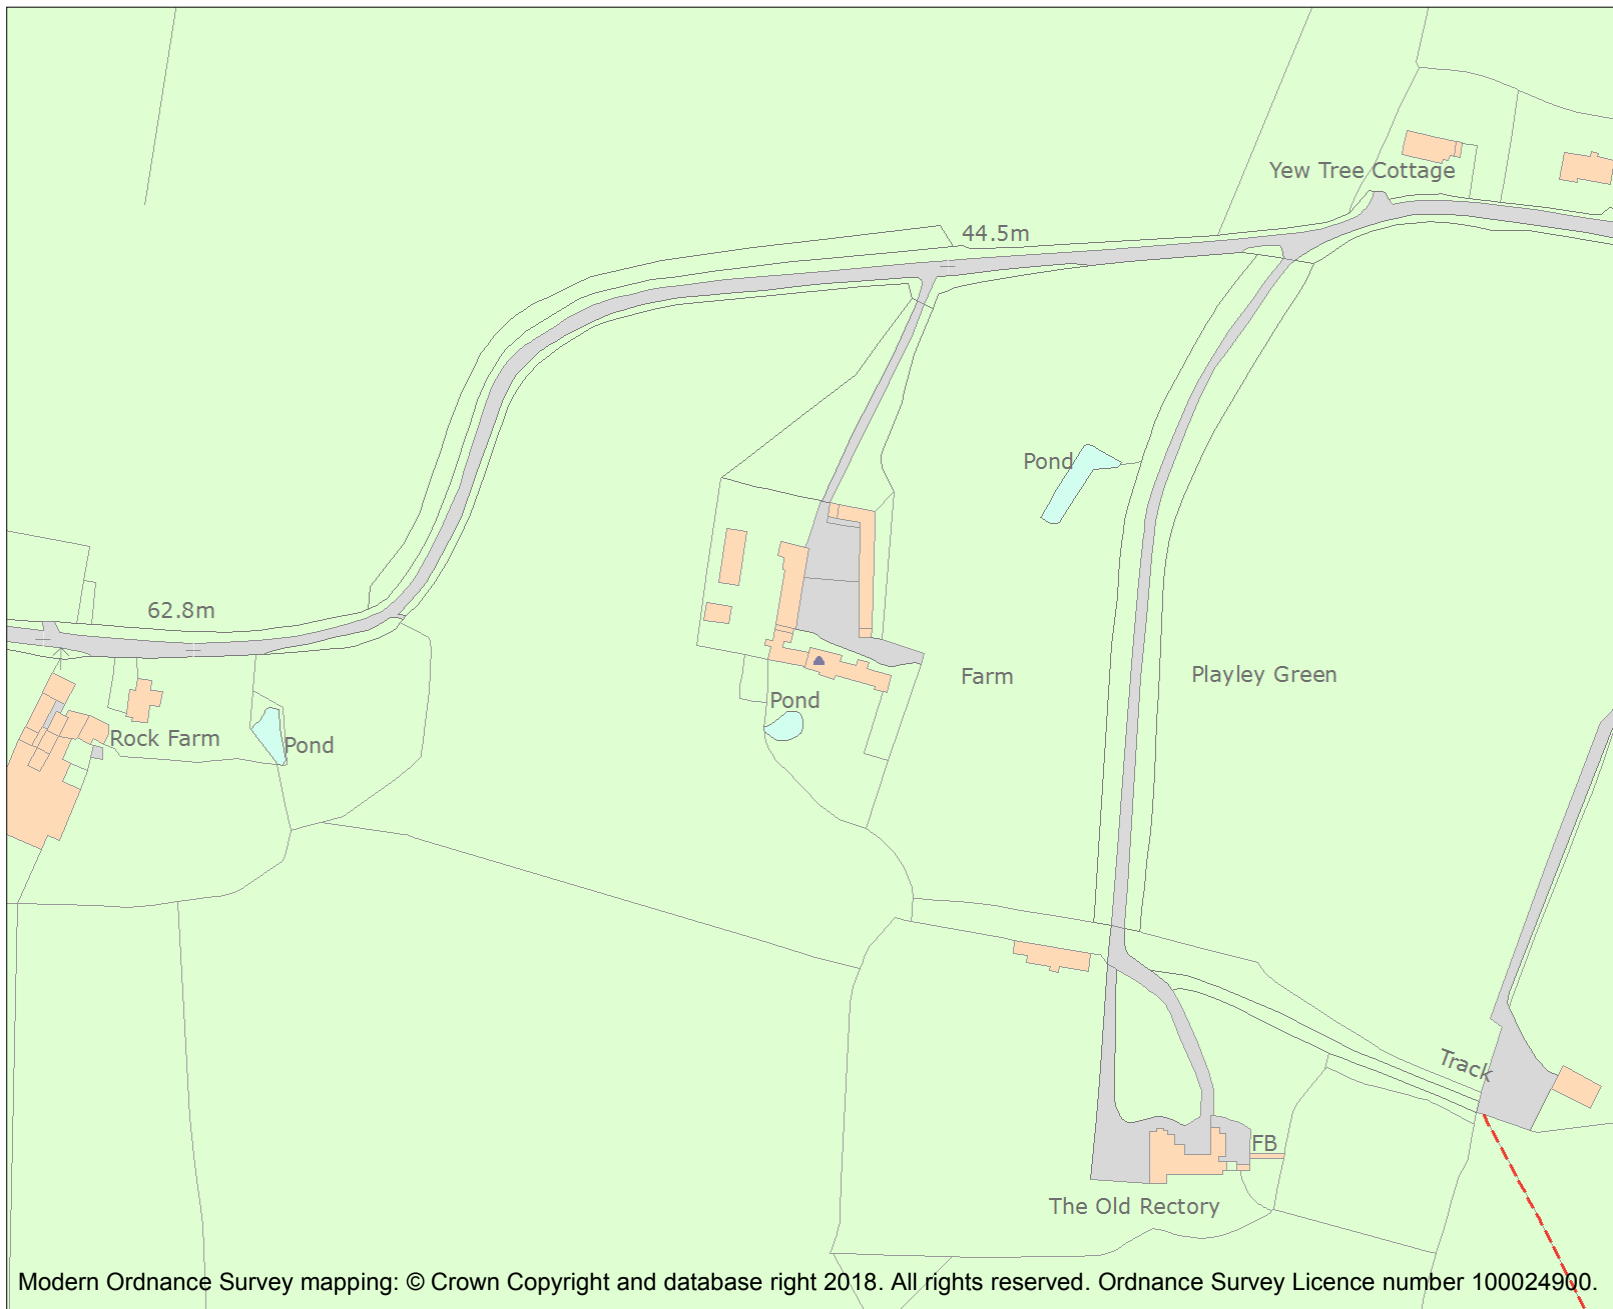 Yew Tree Cottage
44.5m
Pond
62.8m
Farm
Playley Green
Pond
Rock Farm
Pond
Track
FB
The Old Rectory
Modern Ordnance Survey mapping: © Crown Copyright and database right 2018. All rights reserved. Ordnance Survey Licence number 100024900.